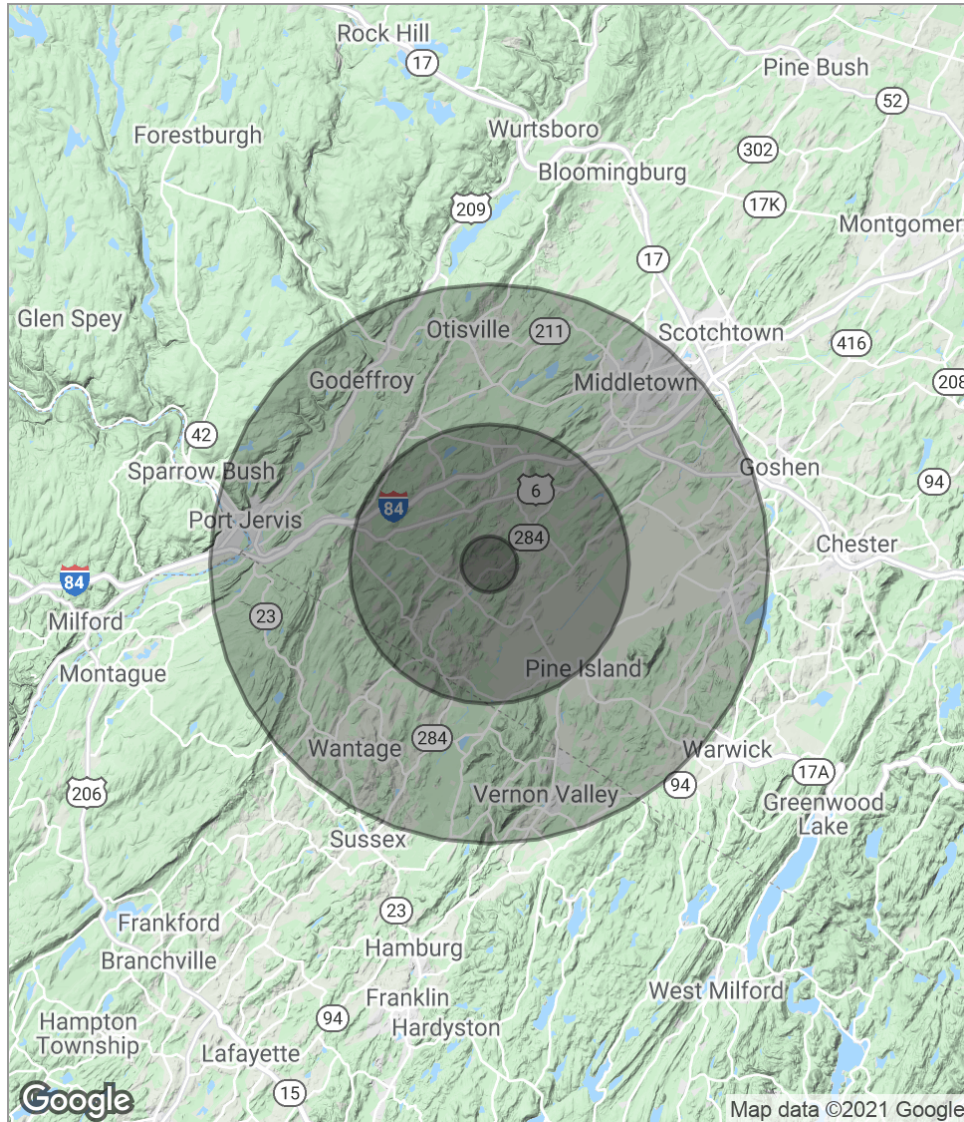 Rock Hill
17
Pine Bush
52
Wurtsboro
Forestburgh
302
Bloomingburg
17K
209
Montgomer
17
Glen Spey
Otisville
211
Scotchtown
416
Godeffroy
Middletown
208
42
Sparrow Bush
Goshen
94
6
84
Port Jervis
284
Chester
84
Milford
23
Montague
Pine Island
284
Wantage
Warwick
17A
94
206
Vernon Valley
Greenwood
Lake
Sussex
23
Frankford
Hamburg
Branchville
West Milford
Franklin
94
Hardyston
Hampton
Township
Lafayette
15
Google
Map data ©2021 Google